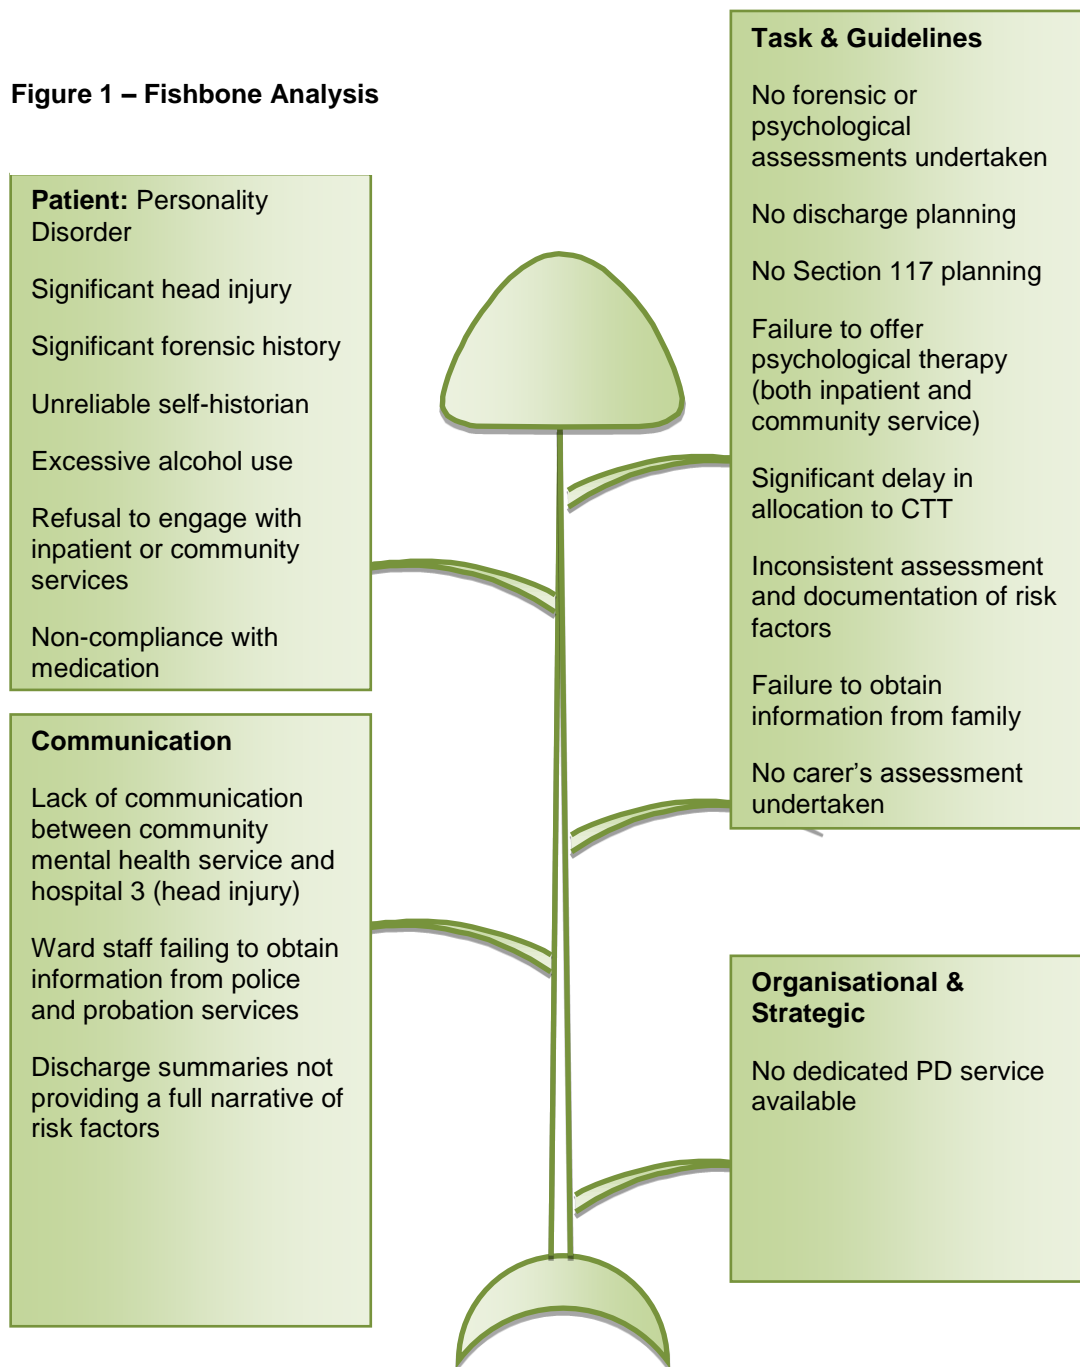 Figure 1 – Fishbone Analysis
Patient: Personality
Disorder
Significant head injury
Significant forensic history
Unreliable self-historian
Excessive alcohol use
Refusal to engage with
inpatient or community
services
Non-compliance with
medication
Communication
Lack of communication
between community
mental health service and
hospital 3 (head injury)
Ward staff failing to obtain
information from police
and probation services
Discharge summaries not
providing a full narrative of
risk factors
Task & Guidelines
No forensic or
psychological
assessments undertaken
No discharge planning
No Section 117 planning
Failure to offer
psychological therapy
(both inpatient and
community service)
Significant delay in
allocation to CTT
Inconsistent assessment
and documentation of risk
factors
Failure to obtain
information from family
No carer’s assessment
undertaken
Organisational &
Strategic
No dedicated PD service
available